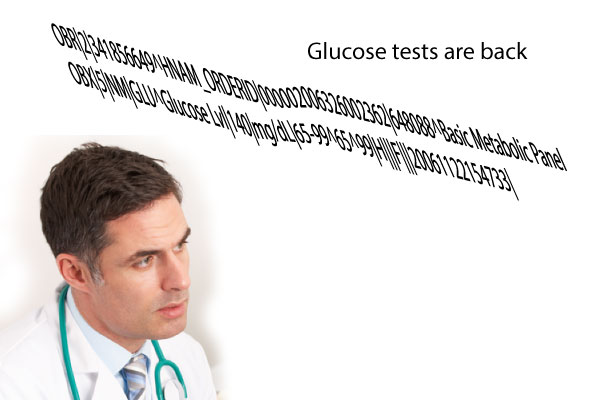 Glucose tests are back
OBR|2|341856649^HNAM_ORDERID|000002006326002362|648088^Basic Metabolic Panel
OBX|5|NM|GLU^Glucose Lvl|140|mg/dL|65-99^65^99|H|||F|||20061122154733|